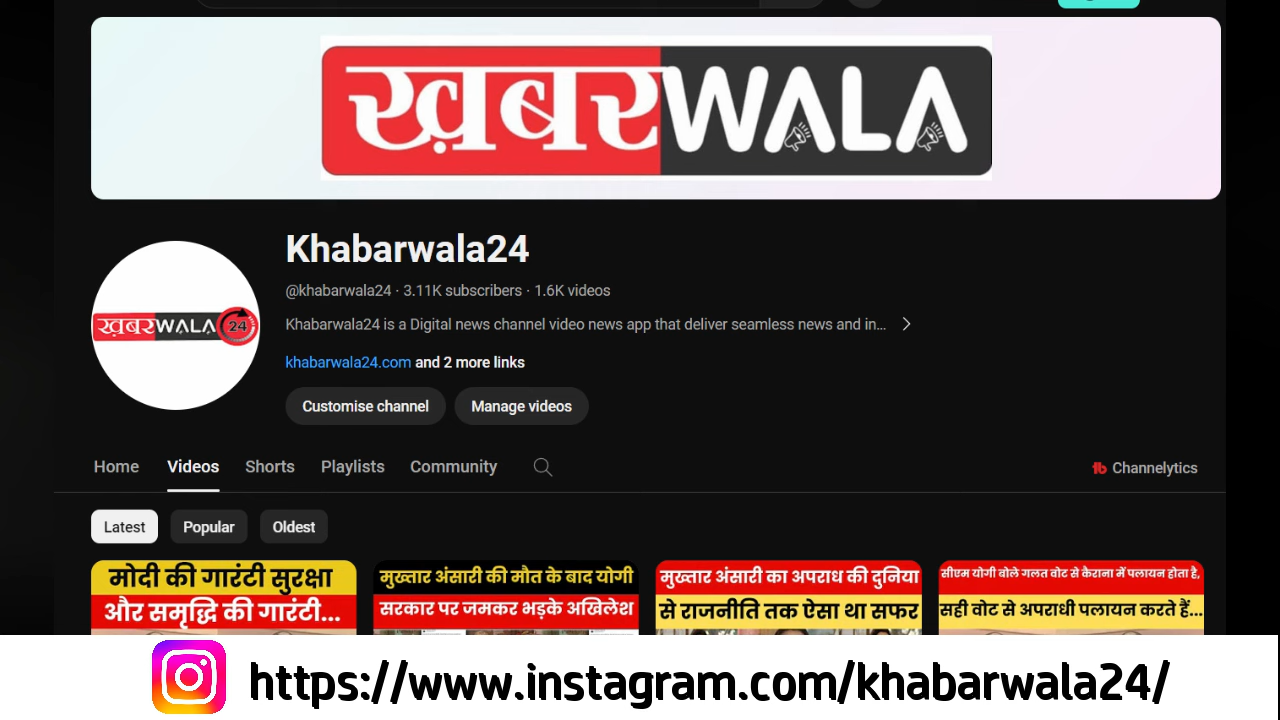 ख़बरWALA
Khabarwala24
@khabarwala24 · 3.11K subscribers · 1.6K videos
ख़बरWALA 24
Khabarwala24 is a Digital news channel video news app that deliver seamless news and in...
khabarwala24.com and 2 more links
Customise channel Manage videos
Home Videos Shorts Playlists Community
Channelytics
Latest Popular Oldest
मोदी की गारंटी सुरक्षा
और समृद्धि की गारंटी...
मुख्तार अंसारी की मौत के बाद योगी
सरकार पर जमकर भड़के अखिलेश
मुख्तार अंसारी का अपराध की दुनिया
से राजनीति तक ऐसा था सफर
सीएम योगी बोले गलत वोट से कैराना में पलायन होता है,
सही वोट से अपराधी पलायन करते हैं...
https://www.instagram.com/khabarwala24/